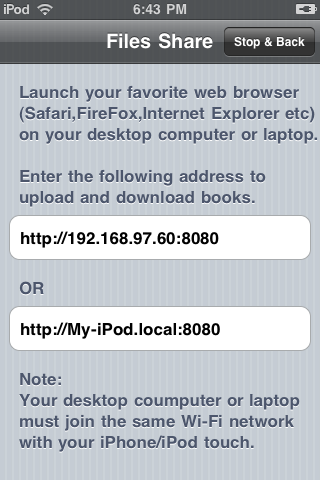 iPod 6:43 PM
Files Share Stop & Back
Launch your favorite web browser
(Safari,FireFox,Internet Explorer etc)
on your desktop computer or laptop.
Enter the following address to
upload and download books.
http://192.168.97.60:8080
OR
http://My-iPod.local:8080
Note:
Your desktop coumputer or laptop
must join the same Wi-Fi network
with your iPhone/iPod touch.